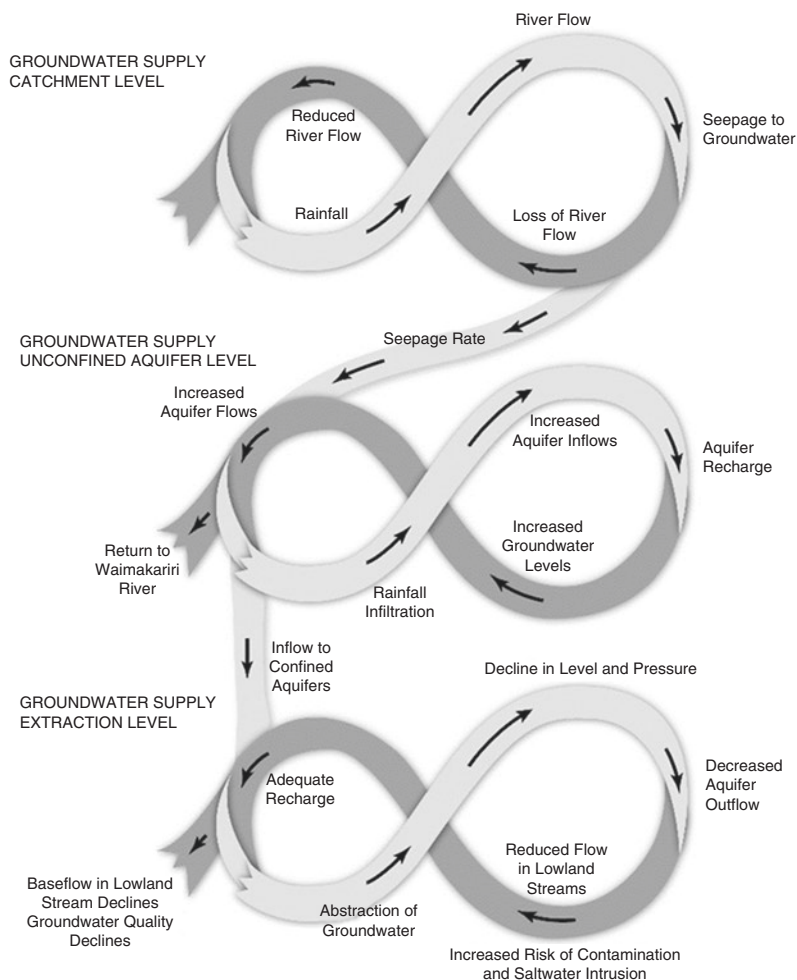 River Flow
GROUNDWATER SUPPLY
CATCHMENT LEVEL
Reduced
River Flow
Seepage to
Groundwater
Rainfall
Loss of River
Flow
GROUNDWATER SUPPLY
UNCONFINED AQUIFER LEVEL
Seepage Rate
Increased
Aquifer Flows
Increased
Aquifer Inflows
Aquifer
Recharge
Increased
Groundwater
Levels
Return to
Waimakariri
River
Rainfall
Infiltration
Inflow to
Confined
Aquifers
GROUNDWATER SUPPLY
EXTRACTION LEVEL
Decline in Level and Pressure
Adequate
Recharge
Decreased
Aquifer
Outflow
Reduced Flow
in Lowland
Streams
Baseflow in Lowland
Stream Declines
Groundwater Quality
Declines
Abstraction of
Groundwater
Increased Risk of Contamination
and Saltwater Intrusion